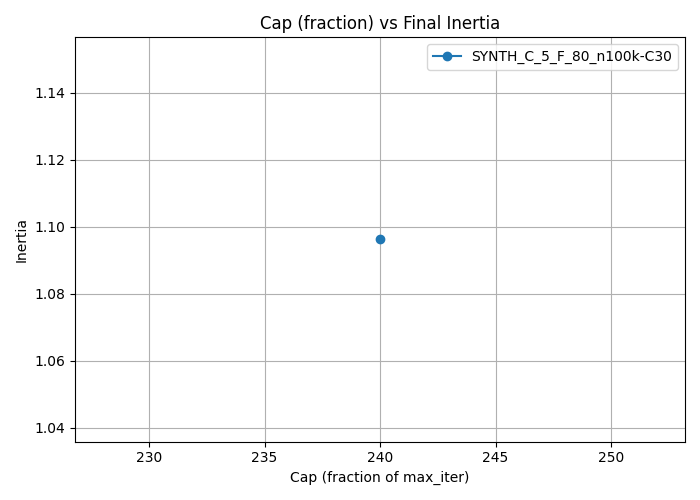 Cap (fraction) vs Final Inertia
SYNTH_C_5_F_80_n100k-C30
Inertia
1.14
1.12
1.10
1.08
1.06
1.04
230 235 240 245 250
Cap (fraction of max_iter)